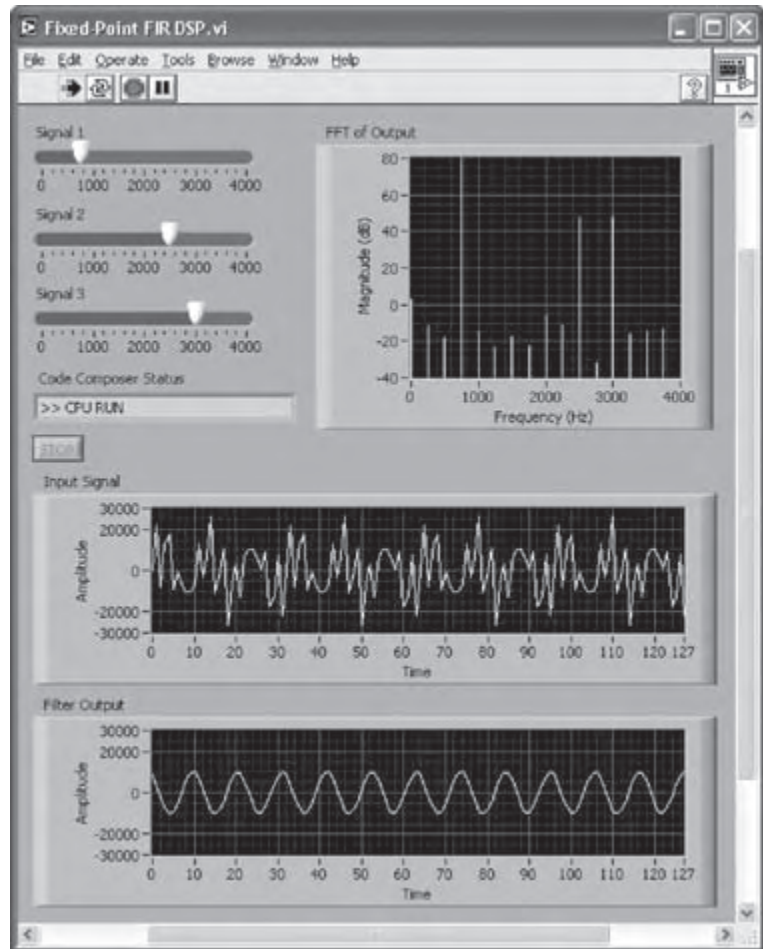 Fixed-Point FIR DSP.vi
File Edit Operate Tools Browse Window Help
1
Signal 1
0 1000 2000 3000 4000
Signal 2
0 1000 2000 3000 4000
Signal 3
0 1000 2000 3000 4000
Code Composer Status
>> CPU RUN
STOP
FFT of Output
Magnitude (dB)
80
60
40
20
0
-20
-40
0 1000 2000 3000 4000
Frequency (Hz)
Input Signal
Amplitude
30000
20000
0
-20000
-30000
0 10 20 30 40 50 60 70 80 90 100 110 120 127
Time
Filter Output
Amplitude
30000
20000
0
-20000
-30000
0 10 20 30 40 50 60 70 80 90 100 110 120 127
Time